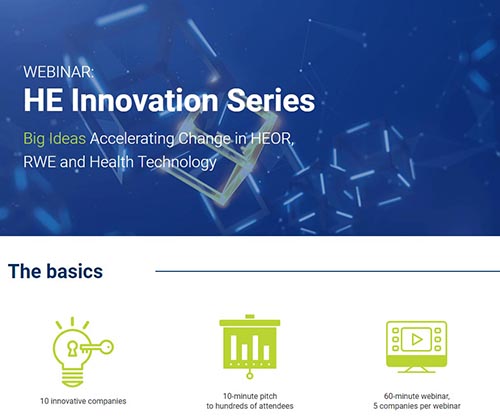 WEBINAR:
HE Innovation Series
Big Ideas Accelerating Change in HEOR,
RWE and Health Technology
The basics
10 innovative companies
10-minute pitch
to hundreds of attendees
60-minute webinar,
5 companies per webinar